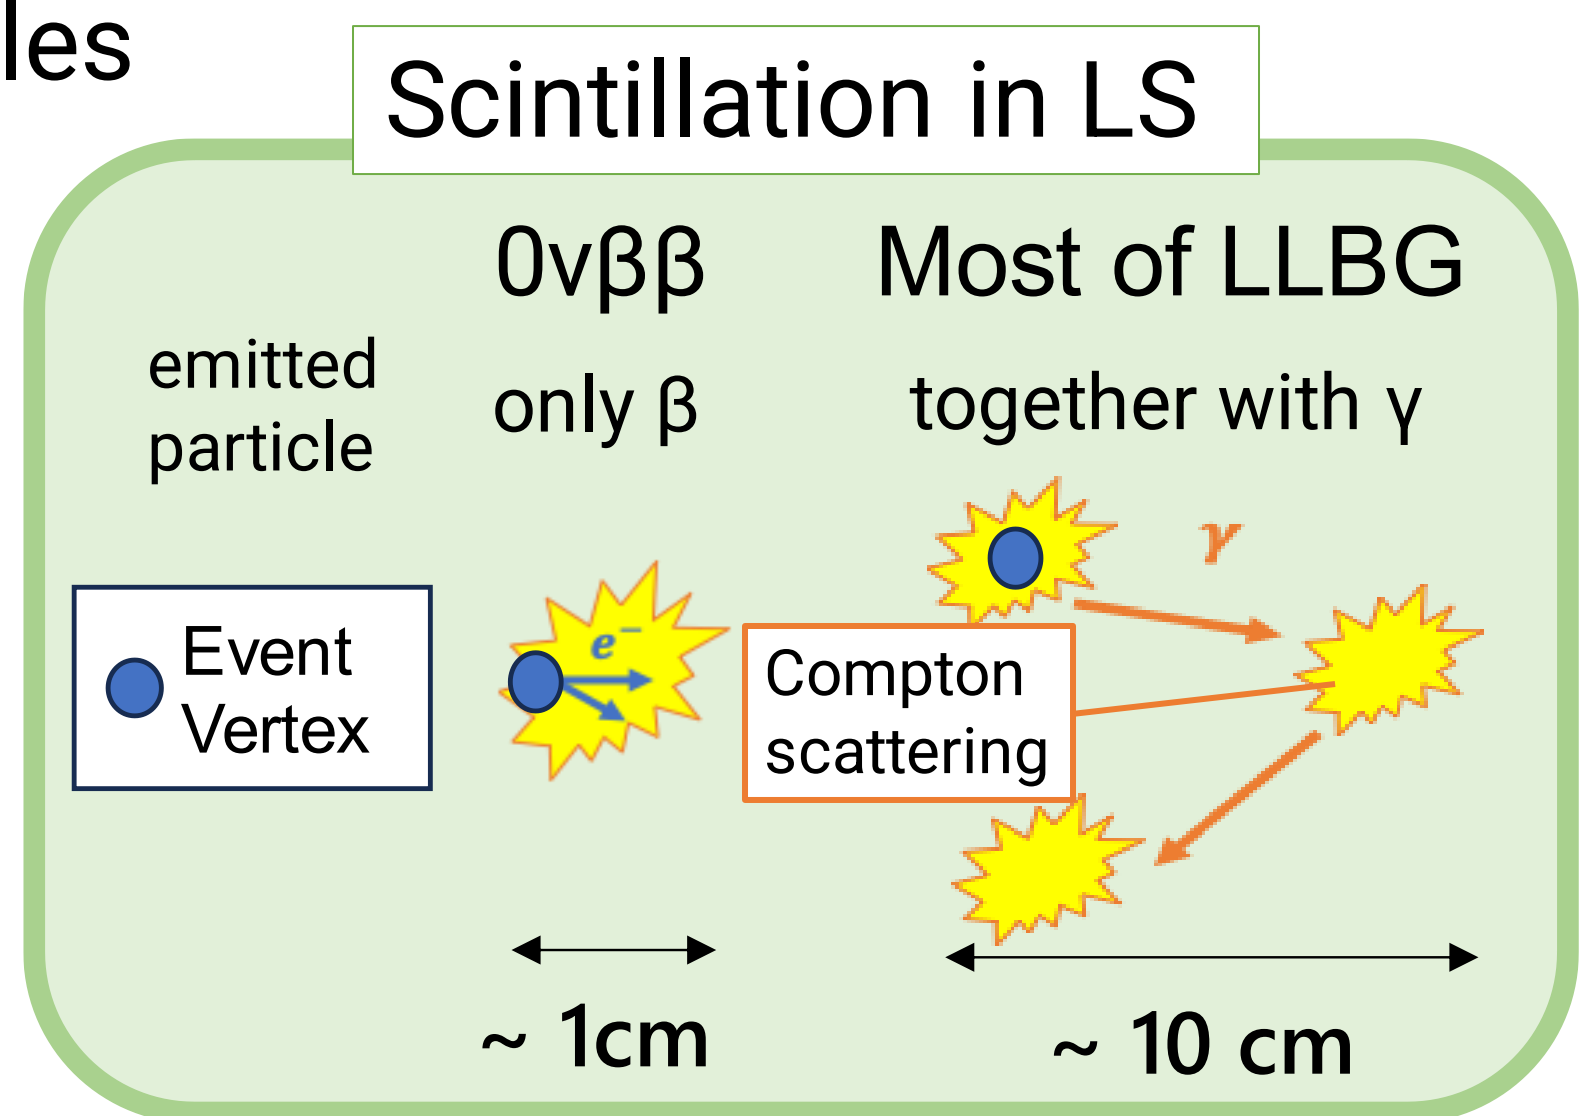 les
Scintillation in LS
0νββ
Most of LLBG
emitted
particle
only β
together with γ
γ
Event
Vertex
e⁻
Compton
scattering
~ 1cm
~ 10 cm